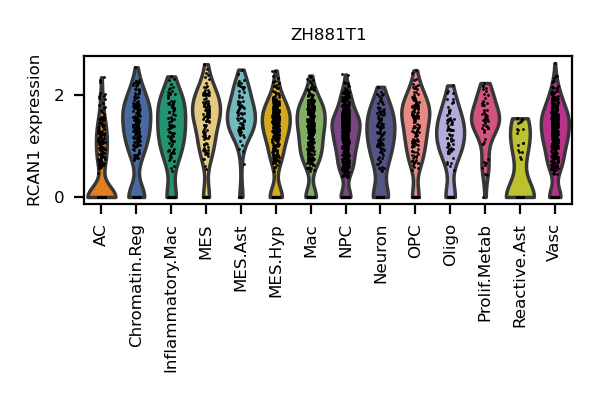 ZH881T1
RCAN1 expression
2
0
AC
Chromatin.Reg
Inflammatory.Mac
MES
MES.Ast
MES.Hyp
Mac
NPC
Neuron
OPC
Oligo
Prolif.Metab
Reactive.Ast
Vasc